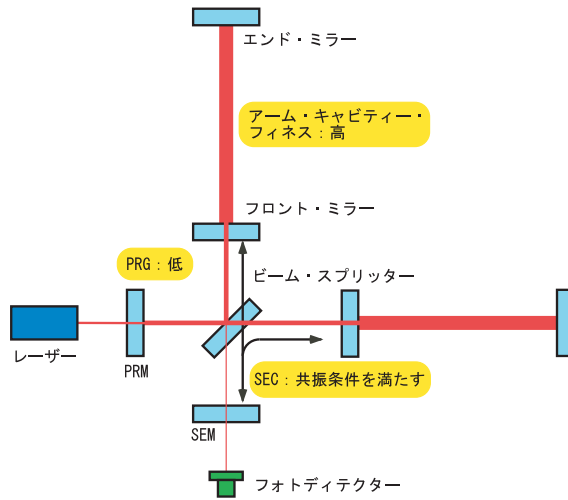 エンド・ミラー
アーム・キャビティー・
フィネス：高
フロント・ミラー
PRG：低
ビーム・スプリッター
レーザー
PRM
SEC：共振条件を満たす
SEM
フォトディテクター